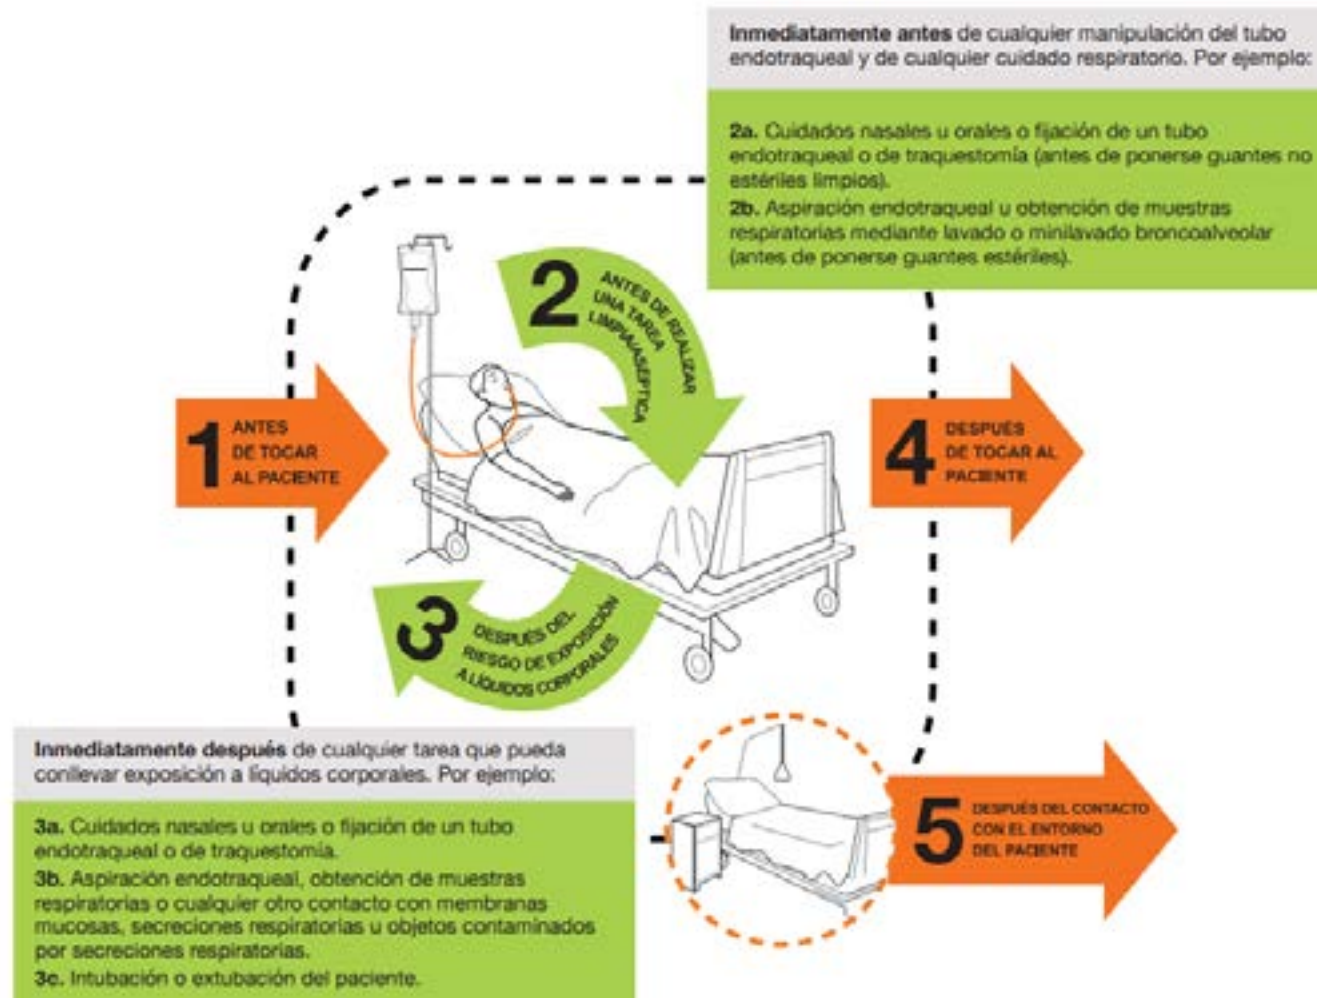 Inmediatamente antes de cualquier manipulación del tubo
endotraqueal y de cualquier cuidado respiratorio. Por ejemplo:
2a. Cuidados nasales u orales o fijación de un tubo
endotraqueal o de traquestomía (antes de ponerse guantes no
estériles limpios).
2b. Aspiración endotraqueal u obtención de muestras
respiratorias mediante lavado o minilavado broncoalveolar
(antes de ponerse guantes estériles).
2
ANTES DE REALIZAR
UNA TAREA
LIMPIA/ASÉPTICA
1
ANTES
DE TOCAR
AL PACIENTE
4
DESPUÉS
DE TOCAR AL
PACIENTE
3
DESPUÉS DEL
RIESGO DE EXPOSICIÓN
A LÍQUIDOS CORPORALES
Inmediatamente después de cualquier tarea que pueda
conllevar exposición a líquidos corporales. Por ejemplo:
3a. Cuidados nasales u orales o fijación de un tubo
endotraqueal o de traquestomía.
3b. Aspiración endotraqueal, obtención de muestras
respiratorias o cualquier otro contacto con membranas
mucosas, secreciones respiratorias u objetos contaminados
por secreciones respiratorias.
3c. Intubación o extubación del paciente.
5
DESPUÉS DEL CONTACTO
CON EL ENTORNO
DEL PACIENTE